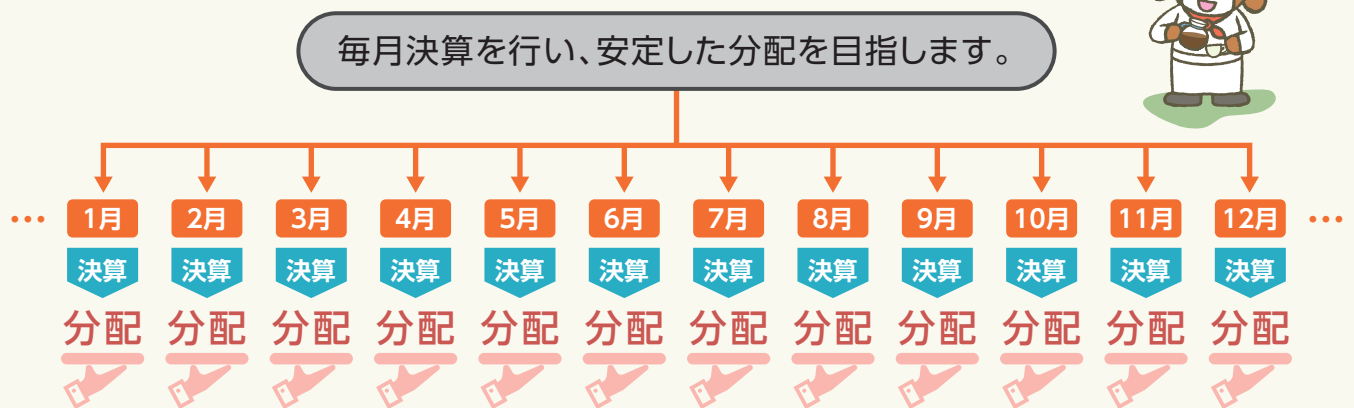 毎月決算を行い、安定した分配を目指します。
… 1月 2月 3月 4月 5月 6月 7月 8月 9月 10月 11月 12月 …
決算 決算 決算 決算 決算 決算 決算 決算 決算 決算 決算 決算
分配 分配 分配 分配 分配 分配 分配 分配 分配 分配 分配 分配